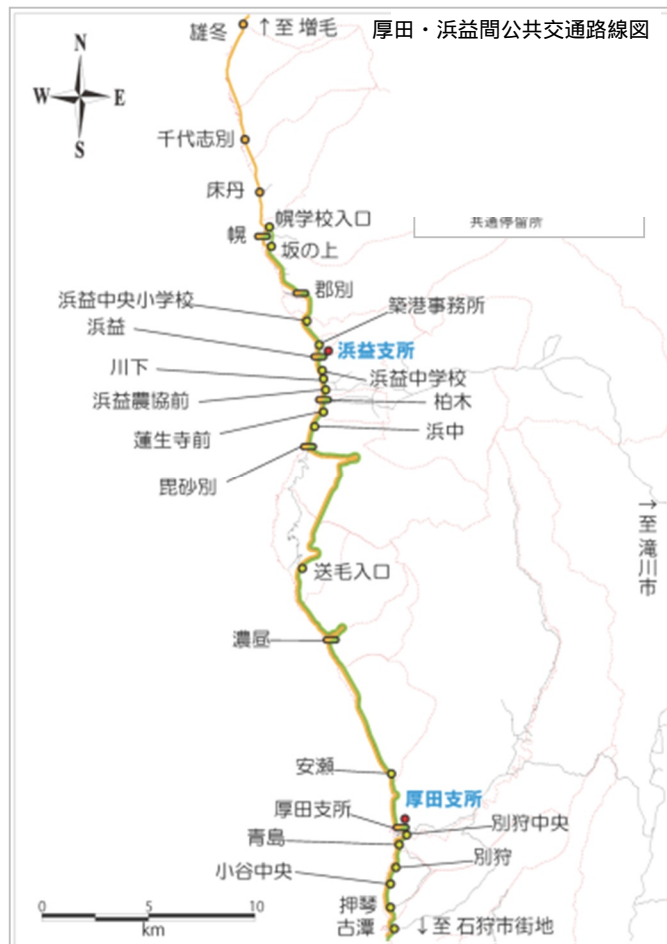 厚田・浜益間公共交通路線図
雄冬
↑至 増毛
N
W
E
S
千代志別
床丹
幌学校入口
共通停留所
幌
坂の上
郡別
浜益中央小学校
築港事務所
浜益
浜益支所
川下
浜益中学校
浜益農協前
柏木
蓮生寺前
浜中
毘砂別
↑至 滝川市
送毛入口
濃昼
安瀬
厚田支所
厚田支所
別狩中央
青島
別狩
小谷中央
押琴
古潭
↓至 石狩市街地
0
5
10
km